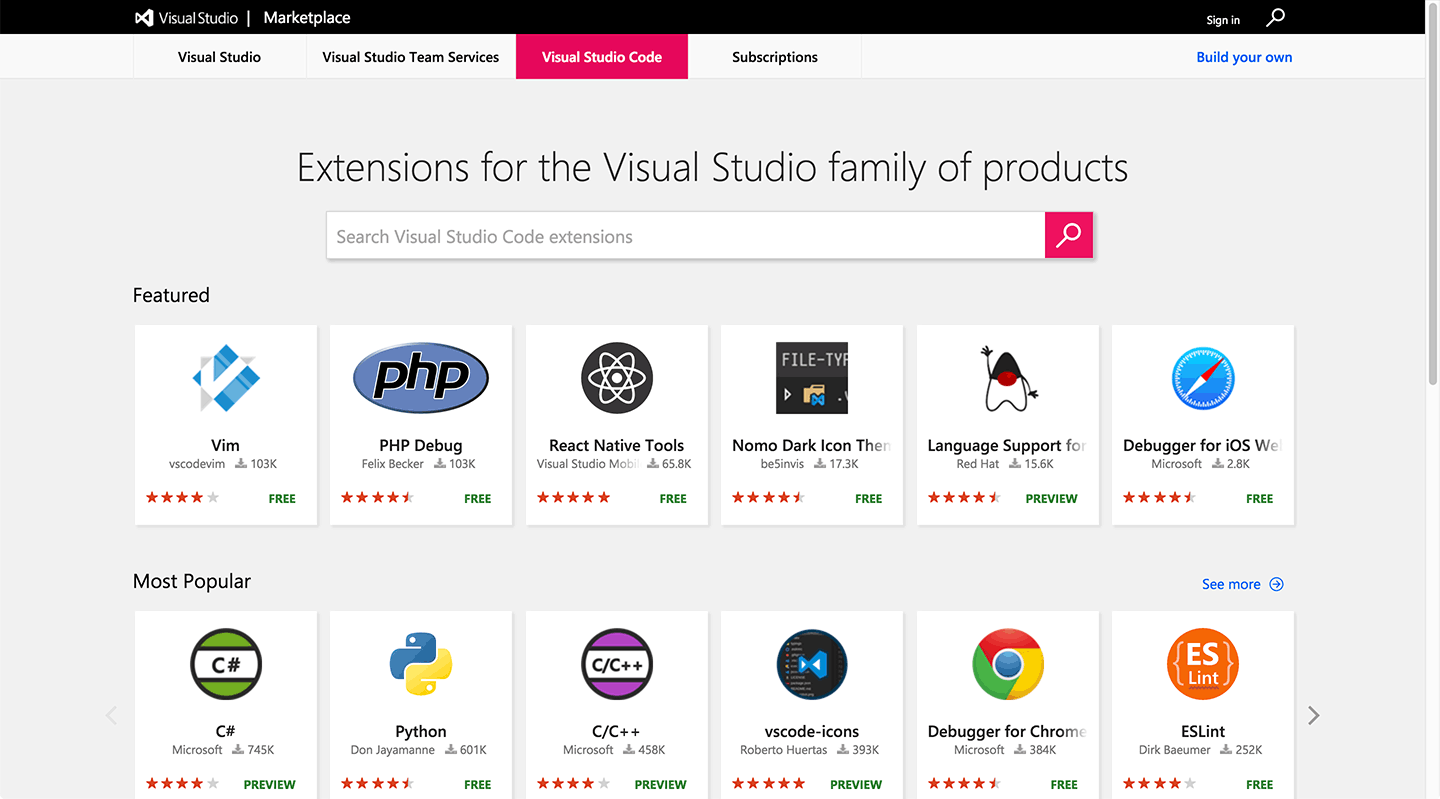 Visual Studio | Marketplace
Sign in
Visual Studio
Visual Studio Team Services
Visual Studio Code
Subscriptions
Build your own
Extensions for the Visual Studio family of products
Search Visual Studio Code extensions
Featured
php
FILE-TYP
Vim
vscodevim 103K
FREE
PHP Debug
Felix Becker 103K
FREE
React Native Tools
Visual Studio Mobil 65.8K
FREE
Nomo Dark Icon Then
be5invis 17.3K
FREE
Language Support for
Red Hat 15.6K
PREVIEW
Debugger for iOS Wel
Microsoft 2.8K
FREE
Most Popular
See more
C#
C#
Microsoft 745K
PREVIEW
Python
Don Jayamanne 601K
FREE
C/C++
C/C++
Microsoft 458K
PREVIEW
vscode-icons
Roberto Huertas 393K
PREVIEW
Debugger for Chrome
Microsoft 384K
FREE
{ES
Lint}
ESLint
Dirk Baeumer 252K
FREE